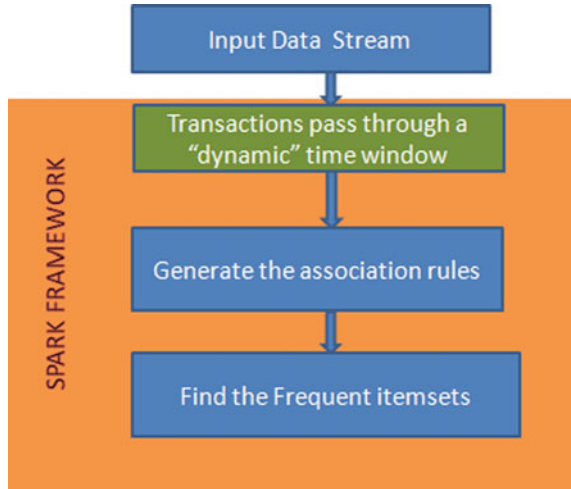 Input Data Stream
Transactions pass through a
“dynamic” time window
Generate the association rules
Find the Frequent itemsets
SPARK FRAMEWORK